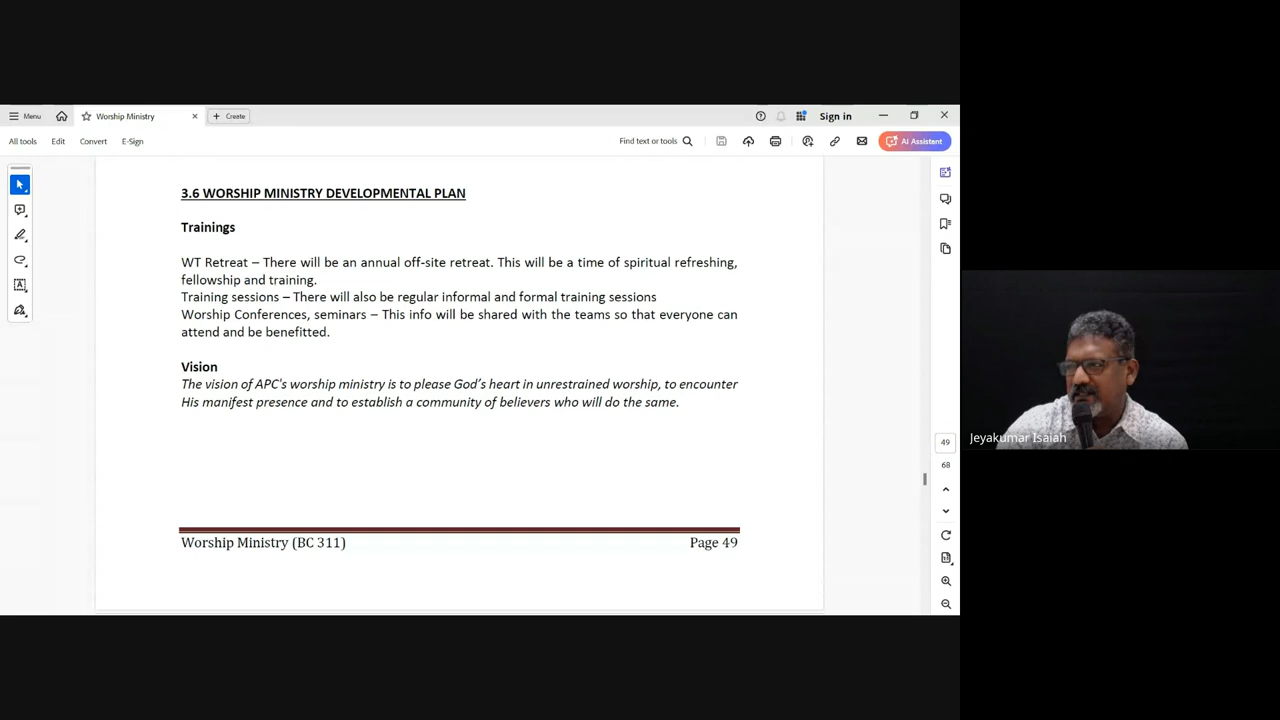 Menu
Worship Ministry
Create
Sign in
All tools
Edit
Convert
E-Sign
Find text or tools
AI Assistant
3.6 WORSHIP MINISTRY DEVELOPMENTAL PLAN
Trainings
WT Retreat – There will be an annual off-site retreat. This will be a time of spiritual refreshing,
fellowship and training.
Training sessions – There will also be regular informal and formal training sessions
Worship Conferences, seminars – This info will be shared with the teams so that everyone can
attend and be benefitted.
Vision
The vision of APC's worship ministry is to please God’s heart in unrestrained worship, to encounter
His manifest presence and to establish a community of believers who will do the same.
Worship Ministry (BC 311)
Page 49
49
68
Jeyakumar Isaiah